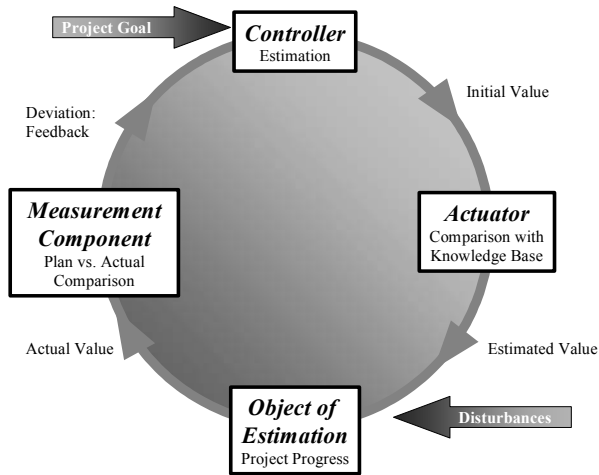 Project Goal
Controller
Estimation
Initial Value
Deviation:
Feedback
Measurement
Component
Plan vs. Actual
Comparison
Actuator
Comparison with
Knowledge Base
Actual Value
Estimated Value
Object of
Estimation
Project Progress
Disturbances